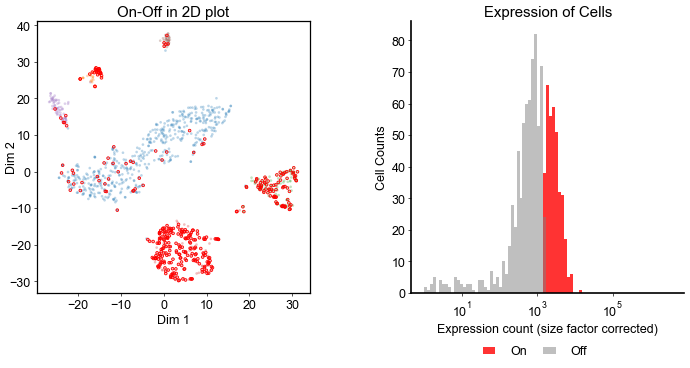 On-Off in 2D plot
40
30
20
10
0
−10
−20
−30
Dim 2
−20 −10 0 10 20 30
Dim 1
Expression of Cells
80
70
60
50
40
30
20
10
0
Cell Counts
10^1 10^3 10^5
Expression count (size factor corrected)
On Off